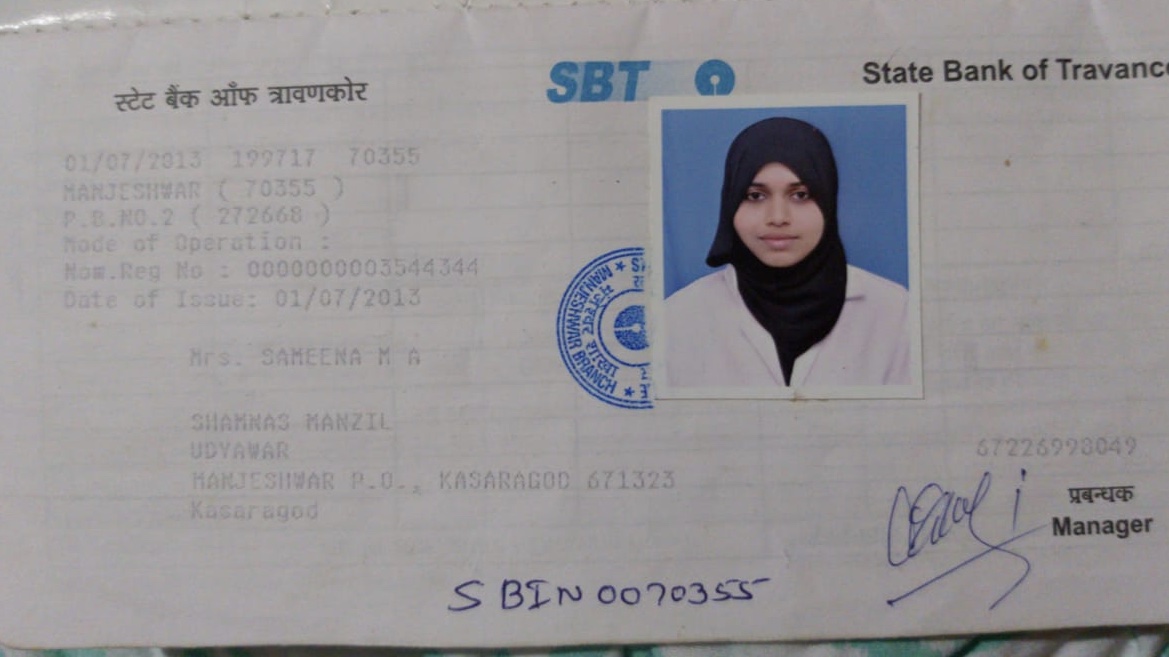 स्टेट बैंक ऑफ त्रावणकोर
SBT
State Bank of Travanco
01/07/2013 199717 70355
MANJESHWAR ( 70355 )
P.B.NO.2 ( 272668 )
Mode of Operation :
Nom.Reg No : 0000000003544344
Date of Issue: 01/07/2013
Mrs. SAMEENA M A
MANJESHWAR BRANCH
मंजेश्वर शाखा
SHAMNAS MANZIL
UDYAWAR
67226998049
MANJESHWAR P.O., KASARAGOD 671323
प्रबन्धक
Kasaragod
Manager
SBIN0070355